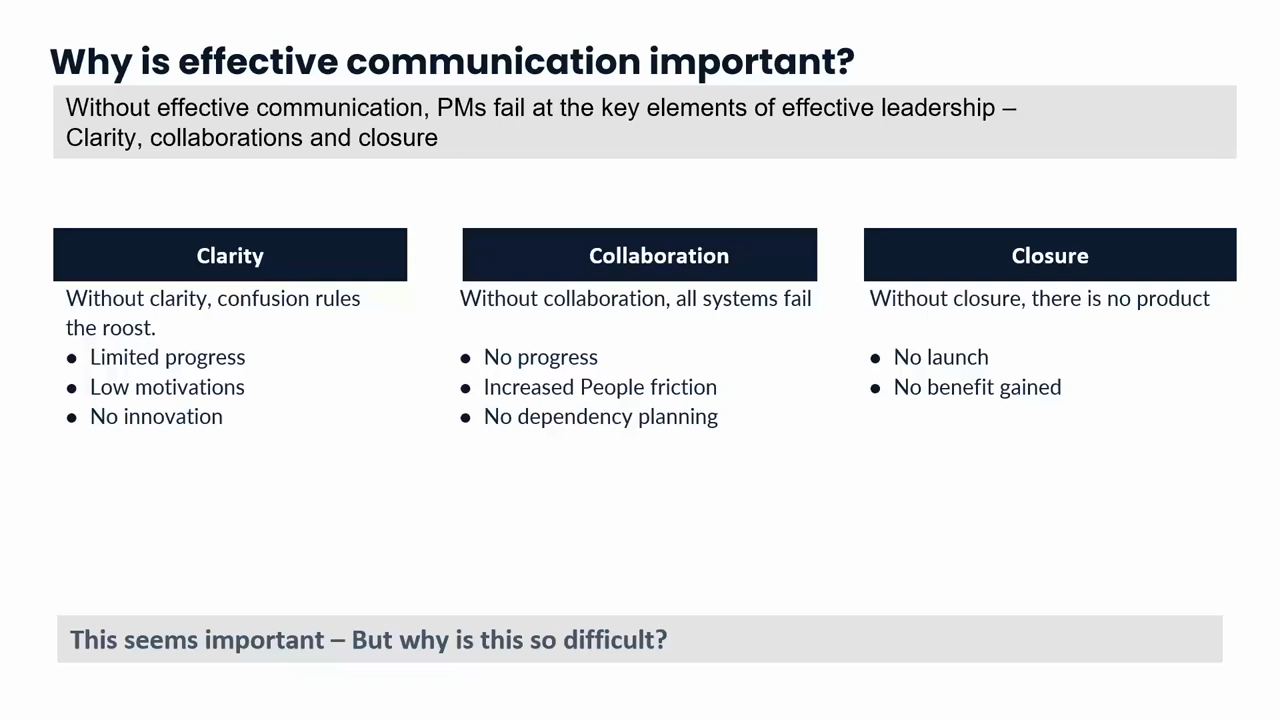 Why is effective communication important?
Without effective communication, PMs fail at the key elements of effective leadership –
Clarity, collaborations and closure
Clarity
Without clarity, confusion rules
the roost.
● Limited progress
● Low motivations
● No innovation
Collaboration
Without collaboration, all systems fail
● No progress
● Increased People friction
● No dependency planning
Closure
Without closure, there is no product
● No launch
● No benefit gained
This seems important – But why is this so difficult?